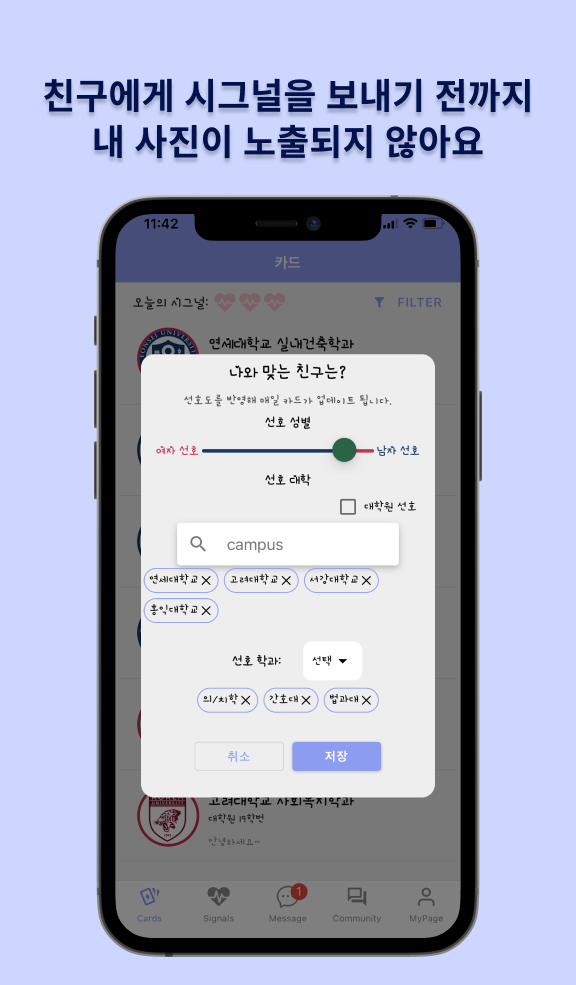 친구에게 시그널을 보내기 전까지
내 사진이 노출되지 않아요
11:42
카드
오늘의 시그널:
FILTER
YONSEI UNIVERSITY
연세대학교 실내건축학과
나와 맞는 친구는?
선호도를 반영해 매일 카드가 업데이트 됩니다.
선호 성별
여자 선호 남자 선호
선호 대학
대학원 선호
campus
연세대학교 고려대학교 서강대학교
홍익대학교
선호 학과: 선택
의/치학 간호대 법과대
취소 저장
KOREA
UNIVERSITY
고려대학교 사회복지학과
대학원 19학번
안녕하세요~
Cards Signals Message 1 Community MyPage